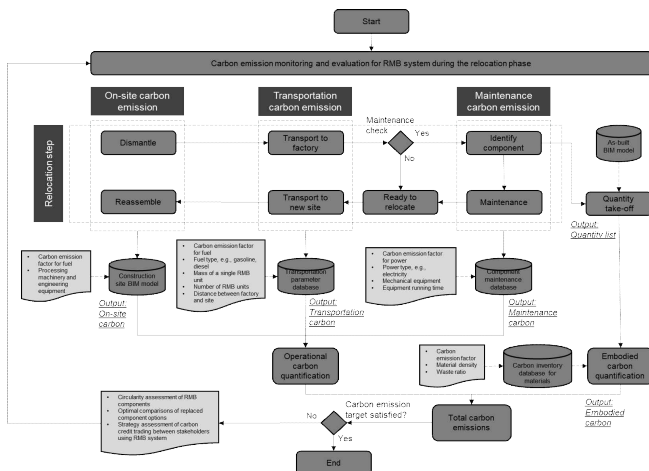 Start
Carbon emission monitoring and evaluation for RMB system during the relocation phase
On-site carbon
emission
Transportation
carbon emission
Maintenance
carbon emission
Relocation step
Dismantle
Transport to
factory
Maintenance
check
Yes
No
Identify
component
As-built
BIM model
Reassemble
Transport to
new site
Ready to
relocate
Maintenance
Quantity
take-off
Output:
Quantity list
• Carbon emission
factor for fuel
• Processing
machinery and
engineering
equipment
Construction
site BIM model
Output:
On-site
carbon
• Carbon emission factor
for fuel
• Fuel type, e.g., gasoline,
diesel
• Mass of a single RMB
unit
• Number of RMB units
• Distance between factory
and site
Transportation
parameter
database
Output:
Transportation
carbon
• Carbon emission factor
for power
• Power type, e.g.,
electricity
• Mechanical equipment
• Equipment running time
Component
maintenance
database
Output:
Maintenance
carbon
Operational
carbon
quantification
• Carbon
emission factor
• Material density
• Waste ratio
Carbon inventory
database for
materials
Embodied
carbon
quantification
Output:
Embodied
carbon
• Circularity assessment of RMB
components
• Optimal comparisons of replaced
component options
• Strategy assessment of carbon
credit trading between stakeholders
using RMB system
No
Carbon emission
target satisfied?
Yes
Total carbon
emissions
End